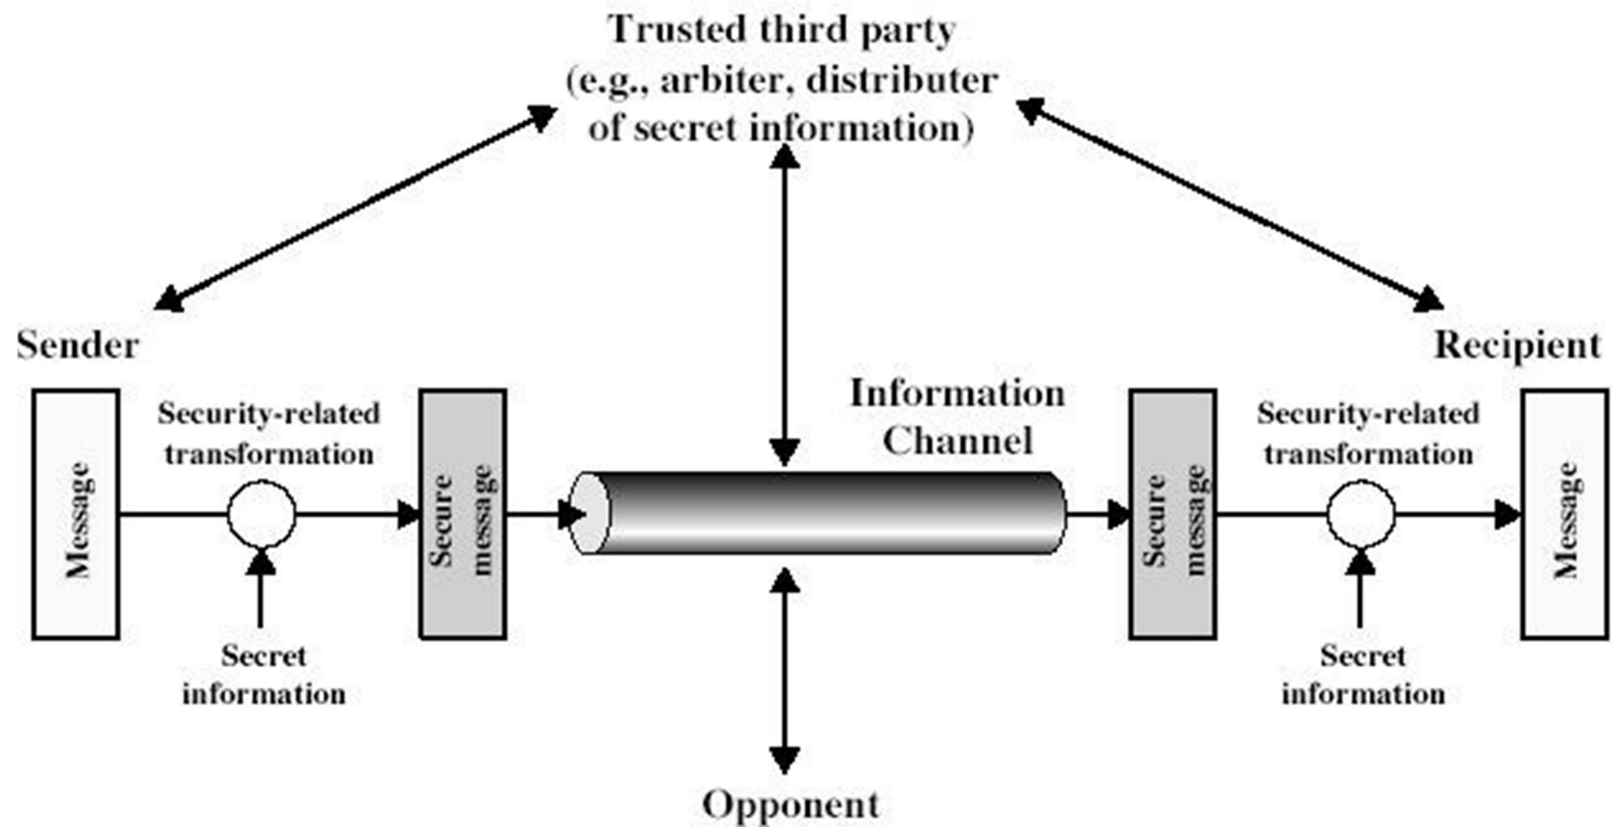 Trusted third party
(e.g., arbiter, distributer
of secret information)
Sender
Recipient
Information
Channel
Security-related
transformation
Security-related
transformation
Message
Secure
message
Secure
message
Message
Secret
information
Secret
information
Opponent